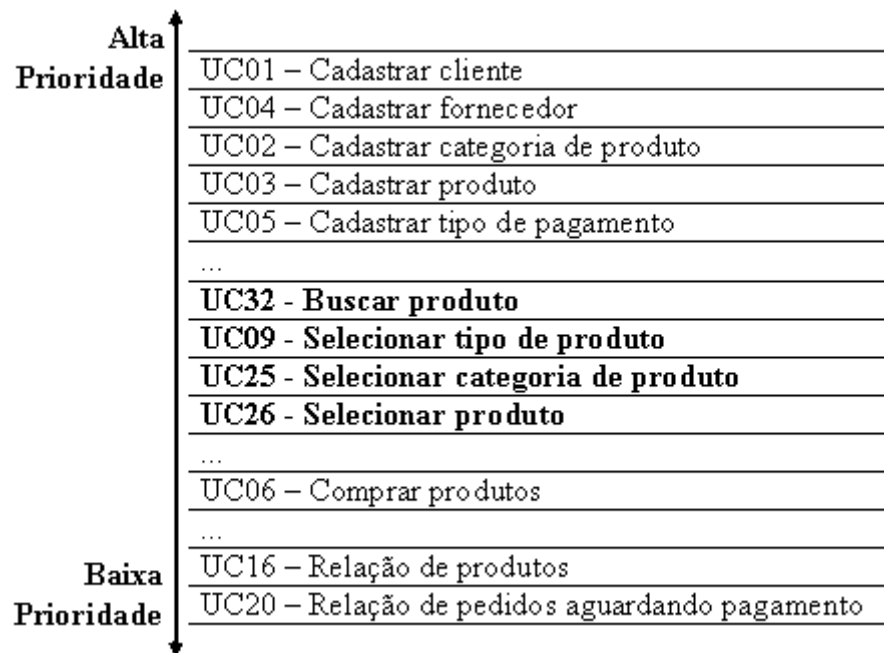 Alta
Prioridade
UC01 – Cadastrar cliente
UC04 – Cadastrar fornecedor
UC02 – Cadastrar categoria de produto
UC03 – Cadastrar produto
UC05 – Cadastrar tipo de pagamento
...
UC32 - Buscar produto
UC09 - Selecionar tipo de produto
UC25 - Selecionar categoria de produto
UC26 - Selecionar produto
...
UC06 – Comprar produtos
...
Baixa
Prioridade
UC16 – Relação de produtos
UC20 – Relação de pedidos aguardando pagamento